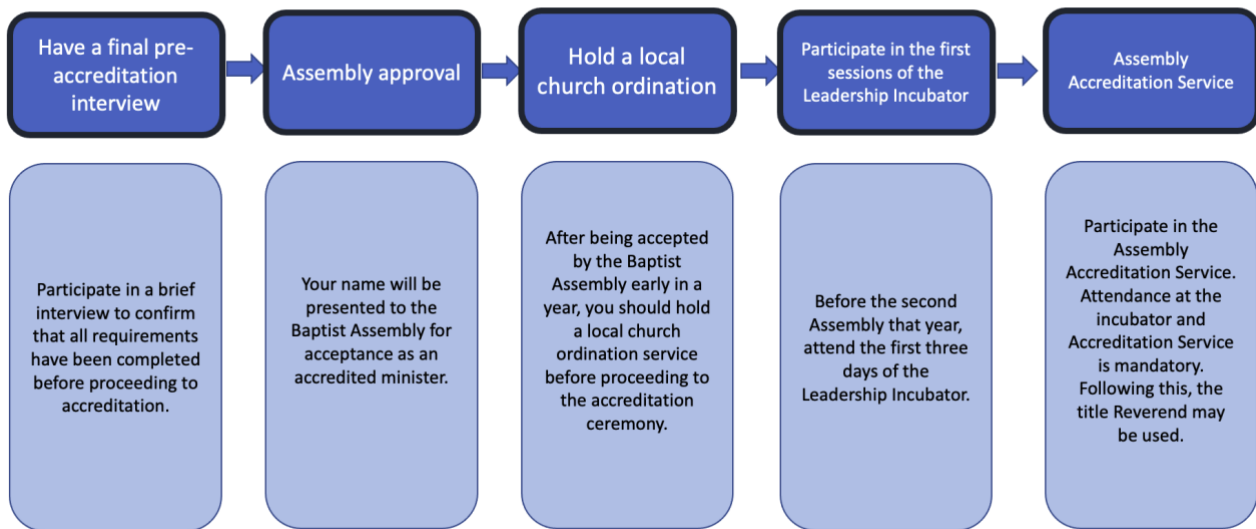 Have a final pre-
accreditation
interview
Assembly approval
Hold a local
church ordination
Participate in the first
sessions of the
Leadership Incubator
Assembly
Accreditation Service
Participate in a brief
interview to confirm
that all requirements
have been completed
before proceeding to
accreditation.
Your name will be
presented to the
Baptist Assembly for
acceptance as an
accredited minister.
After being accepted
by the Baptist
Assembly early in a
year, you should hold
a local church
ordination service
before proceeding to
the accreditation
ceremony.
Before the second
Assembly that year,
attend the first three
days of the
Leadership Incubator.
Participate in the
Assembly
Accreditation Service.
Attendance at the
incubator and
Accreditation Service
is mandatory.
Following this, the
title Reverend may
be used.